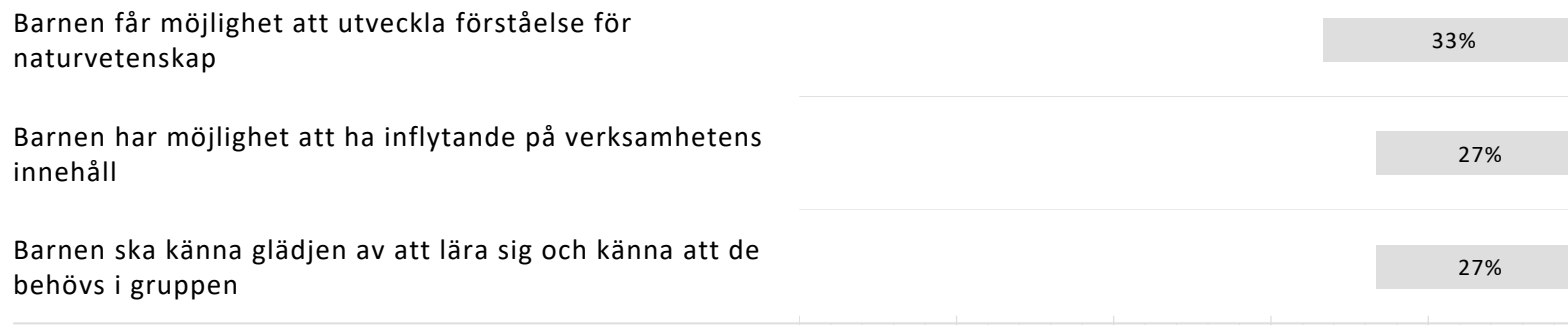 Barnen får möjlighet att utveckla förståelse för
naturvetenskap
33%
Barnen har möjlighet att ha inflytande på verksamhetens
innehåll
27%
Barnen ska känna glädjen av att lära sig och känna att de
behövs i gruppen
27%